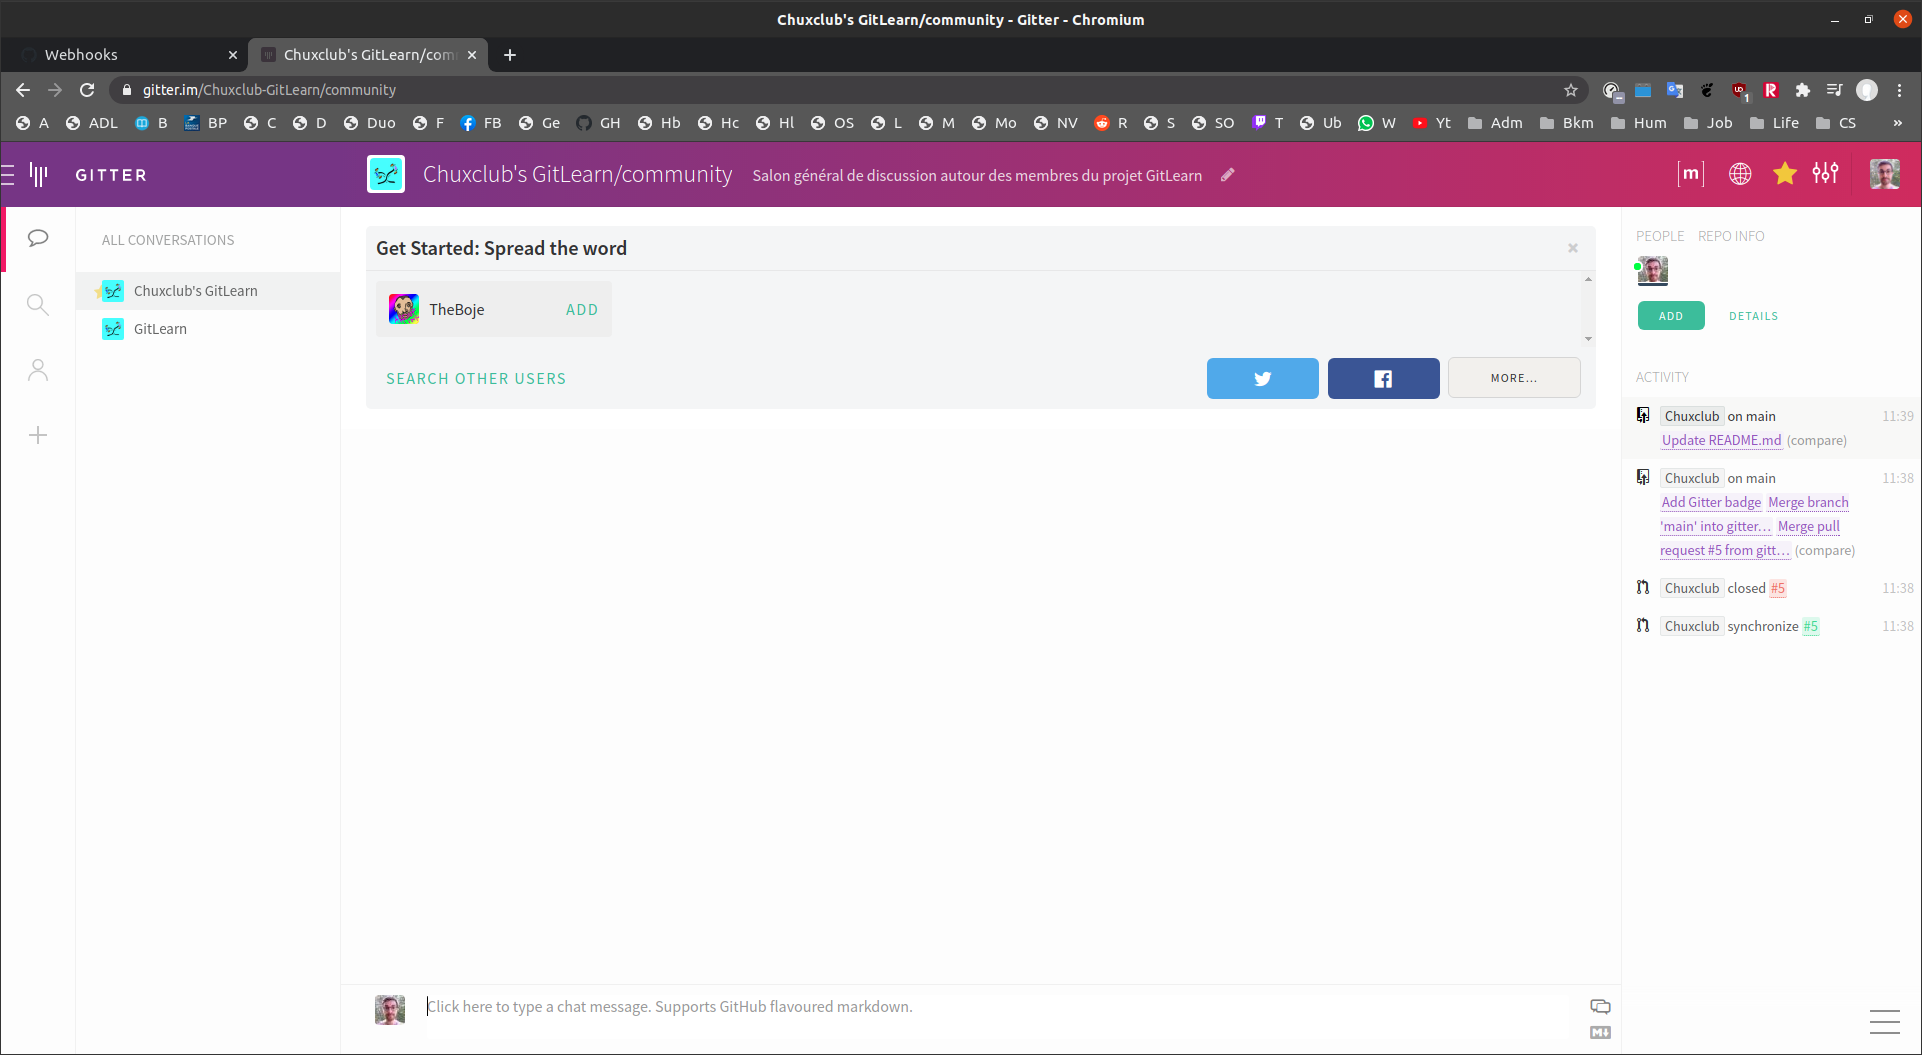 Chuxclub's GitLearn/community - Gitter - Chromium
Webhooks
Chuxclub's GitLearn/com
gitter.im/Chuxclub-GitLearn/community
A ADL B BP C D Duo F FB Ge GH Hb Hc Hl OS L M Mo NV R S SO T Ub W Yt Adm Bkm Hum Job Life CS »
GITTER
Chuxclub's GitLearn/community
Salon général de discussion autour des membres du projet GitLearn
[m]
ALL CONVERSATIONS
Chuxclub's GitLearn
GitLearn
Get Started: Spread the word
TheBoje
ADD
SEARCH OTHER USERS
MORE...
Click here to type a chat message. Supports GitHub flavoured markdown.
PEOPLE REPO INFO
ADD
DETAILS
ACTIVITY
Chuxclub on main 11:39
Update README.md (compare)
Chuxclub on main 11:38
Add Gitter badge Merge branch
'main' into gitter… Merge pull
request #5 from gitt… (compare)
Chuxclub closed #5 11:38
Chuxclub synchronize #5 11:38